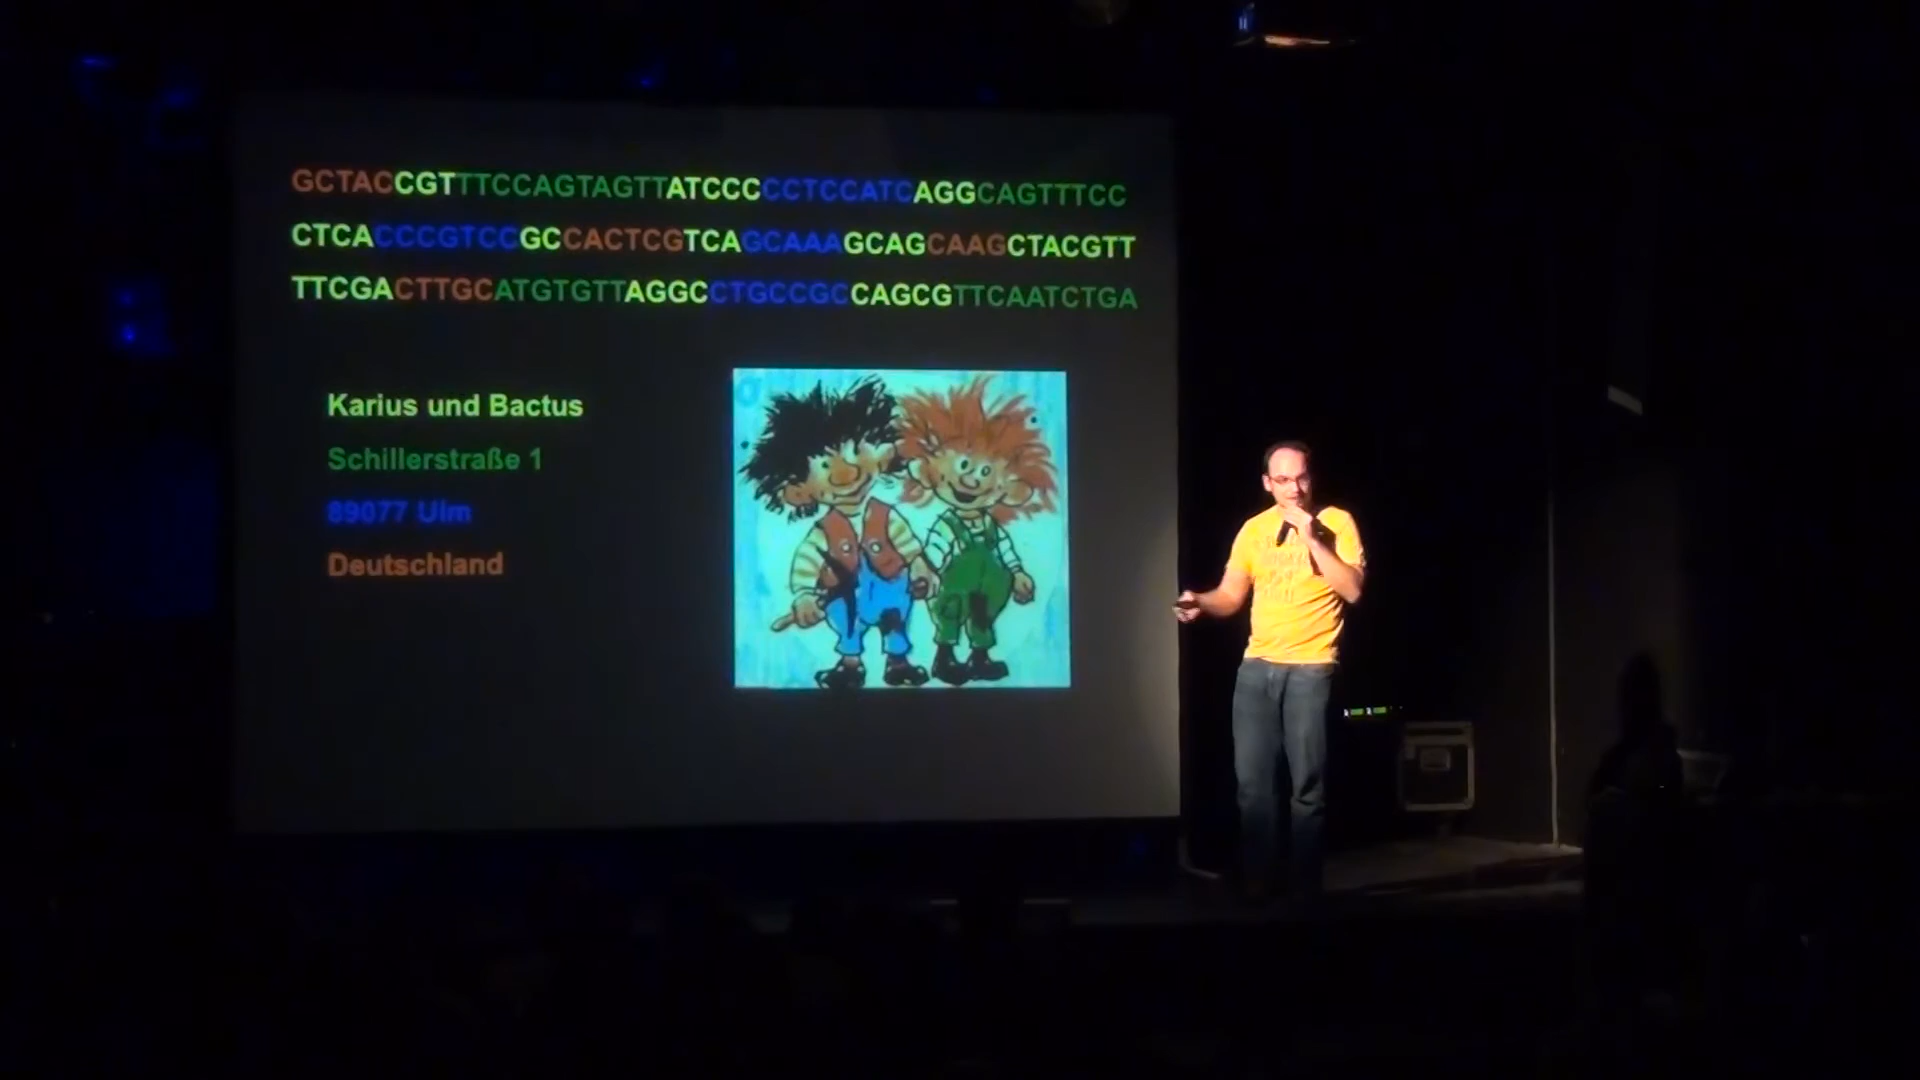 GCTACCGTTTCCAGTAGTTATCCCCCTCCATCAGGCAGTTTCC
CTCACCCGTCCGCCACTCGTCAGCAAAGCAGCAAGCTACGTT
TTCGACTTGCATGTGTTAGGCCTGCCGCCAGCGTTCAATCTGA
Karius und Bactus
Schillerstraße 1
89077 Ulm
Deutschland